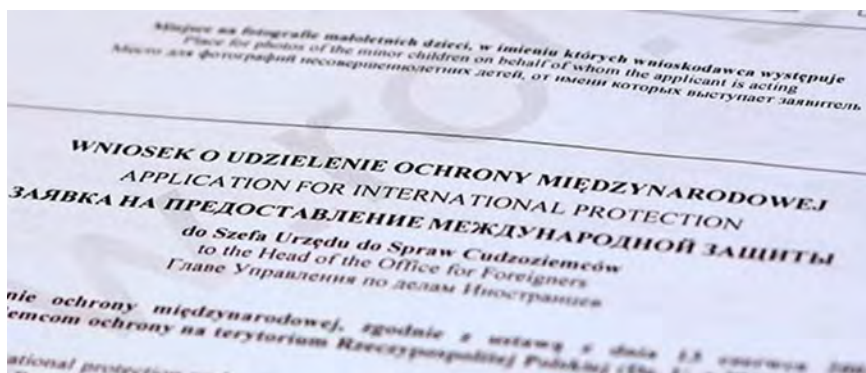 Miejsce na fotografie małoletnich dzieci, w imieniu których wnioskodawca występuje
Place for photos of the minor children on behalf of whom the applicant is acting
Место для фотографий несовершеннолетних детей, от имени которых выступает заявитель
WNIOSEK O UDZIELENIE OCHRONY MIĘDZYNARODOWEJ
APPLICATION FOR INTERNATIONAL PROTECTION
ЗАЯВКА НА ПРЕДОСТАВЛЕНИЕ МЕЖДУНАРОДНОЙ ЗАЩИТЫ
do Szefa Urzędu do Spraw Cudzoziemców
to the Head of the Office for Foreigners
Главе Управления по делам Иностранцев
nie ochrony międzynarodowej, zgodnie z ustawą z dnia 13 czerwca
emcom ochrony na terytorium Rzeczypospolitej Polskiej
ational protection